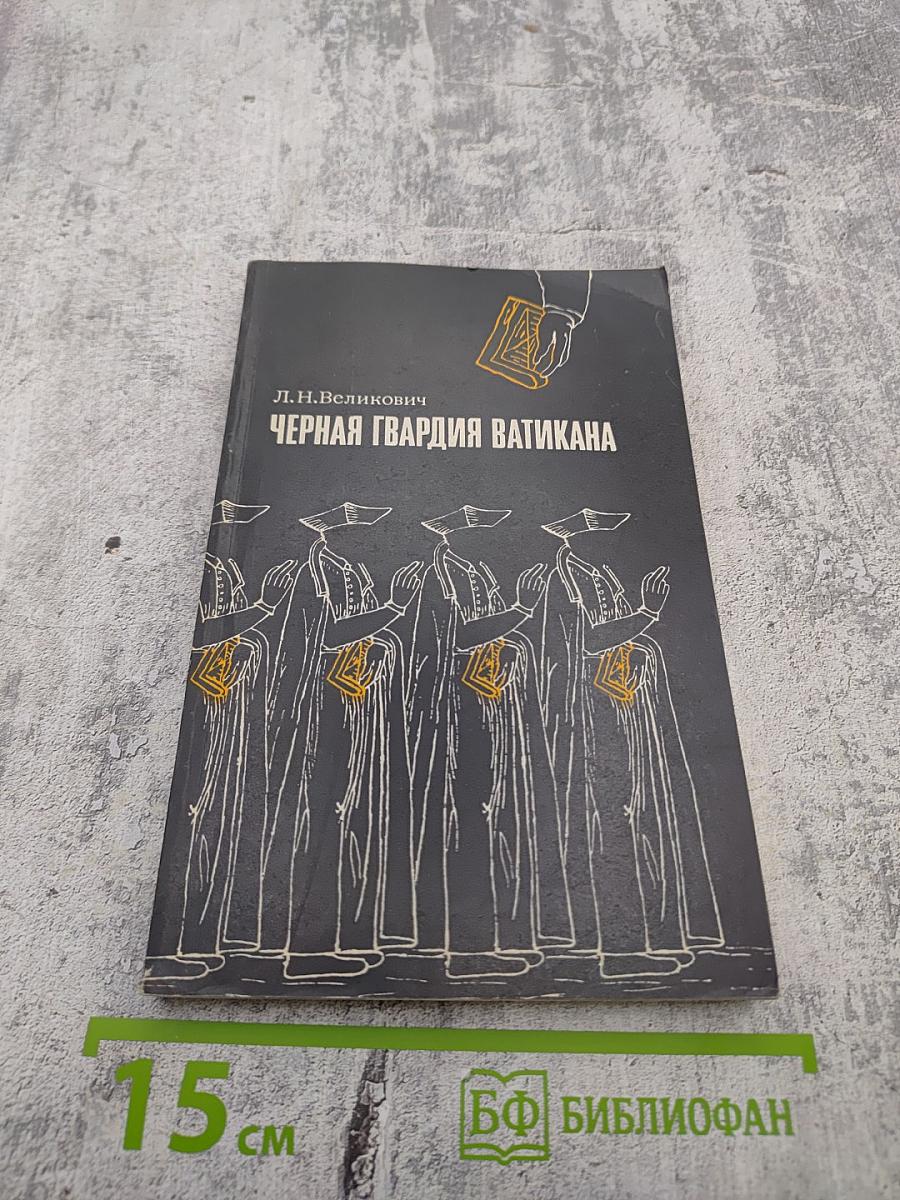 Л.Н.Великович
ЧЕРНАЯ ГВАРДИЯ ВАТИКАНА
15 см
БФ БИБЛИОФАН